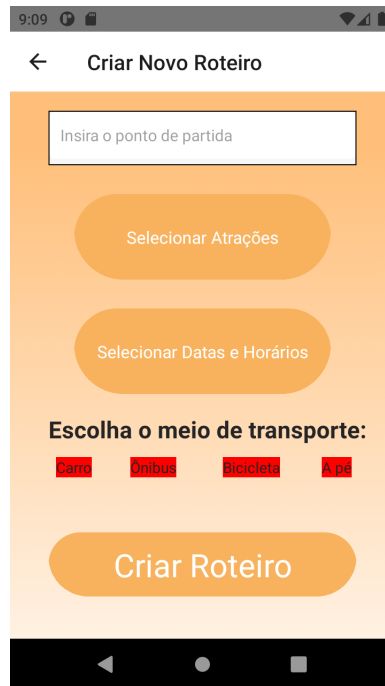 9:09
Criar Novo Roteiro
Insira o ponto de partida
Selecionar Atrações
Selecionar Datas e Horários
Escolha o meio de transporte:
Carro Ônibus Bicicleta A pé
Criar Roteiro